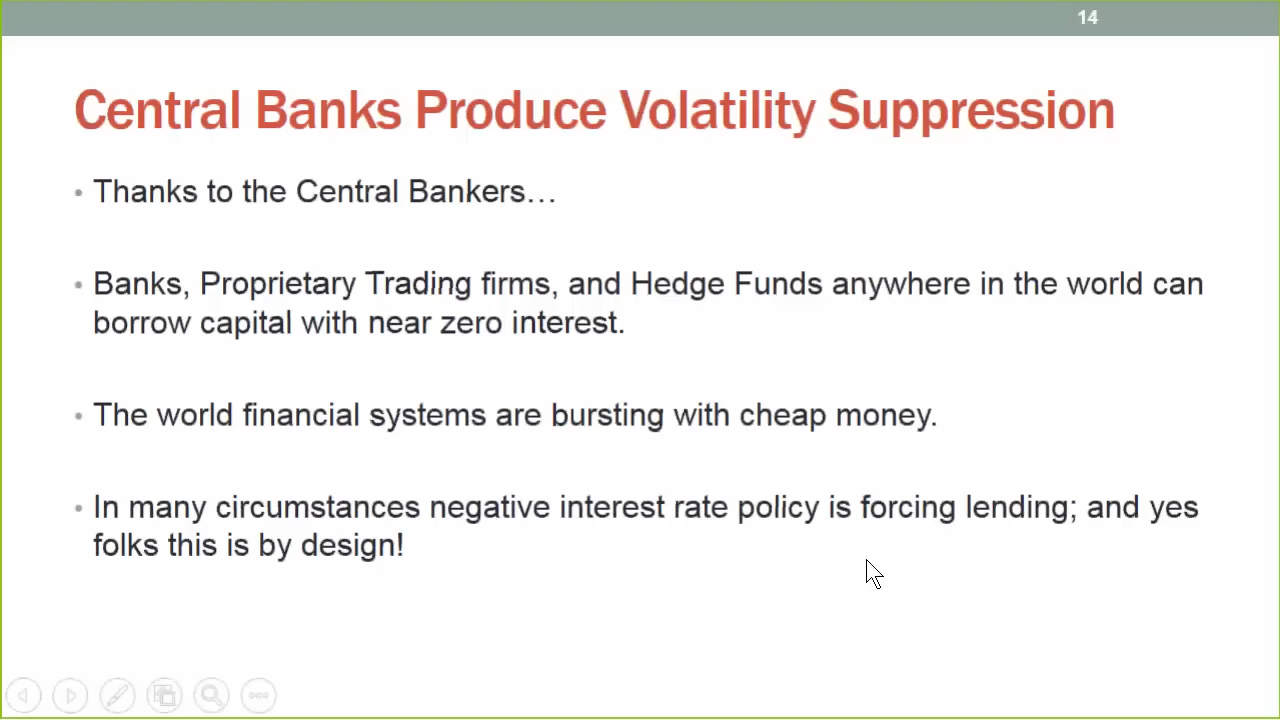 14
Central Banks Produce Volatility Suppression
• Thanks to the Central Bankers…
• Banks, Proprietary Trading firms, and Hedge Funds anywhere in the world can
borrow capital with near zero interest.
• The world financial systems are bursting with cheap money.
• In many circumstances negative interest rate policy is forcing lending; and yes
folks this is by design!